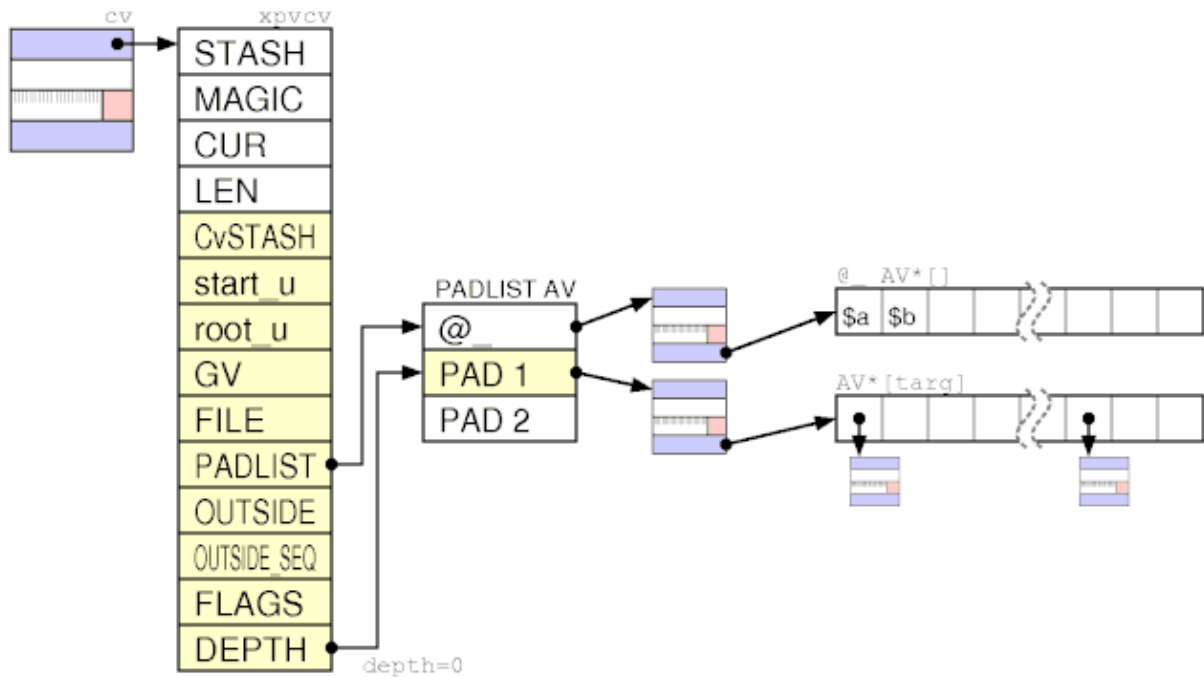 cv
xpvcv
STASH
MAGIC
CUR
LEN
CvSTASH
start_u
root_u
GV
FILE
PADLIST
OUTSIDE
OUTSIDE_SEQ
FLAGS
DEPTH
depth=0
PADLIST AV
@_
PAD 1
PAD 2
@_ AV*[]
$a $b
AV*[targ]